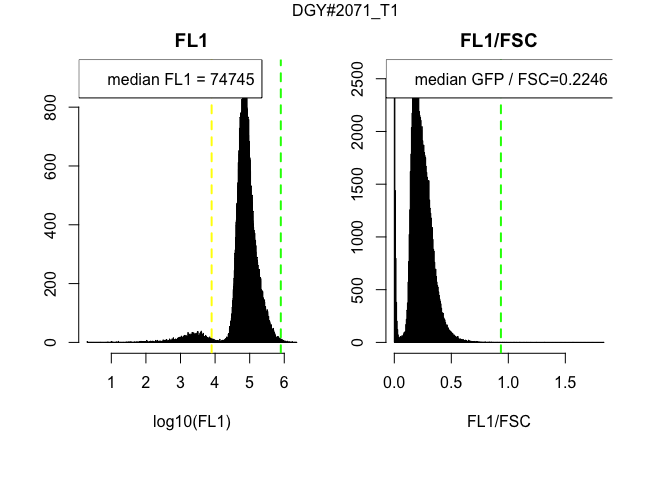 DGY#2071_T1
FL1
FL1/FSC
median FL1 = 74745
median GFP / FSC=0.2246
800
600
400
200
0
2500
2000
1500
1000
500
0
1 2 3 4 5 6
0.0 0.5 1.0 1.5
log10(FL1)
FL1/FSC